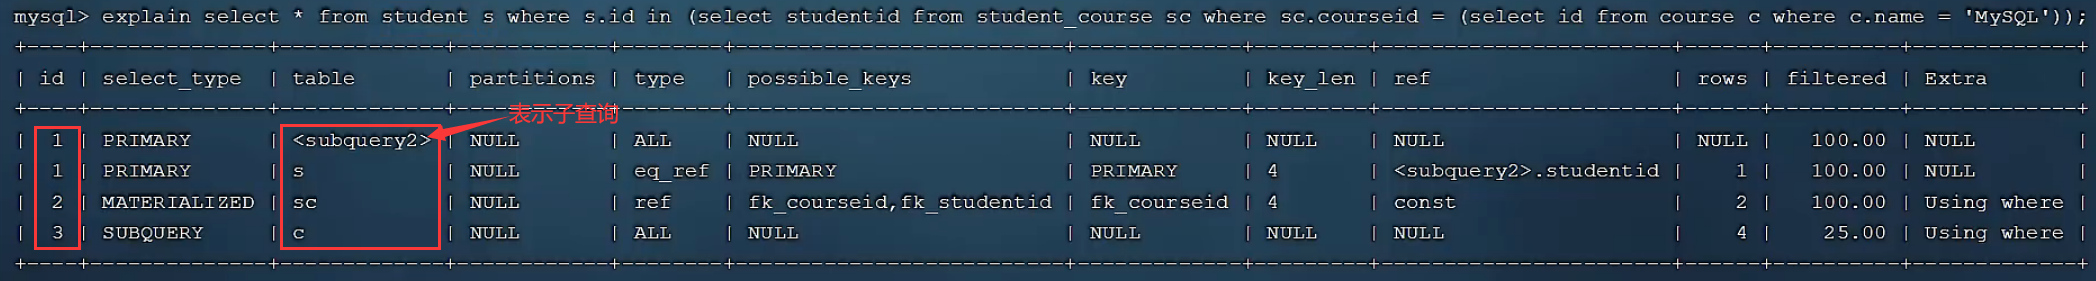 mysql> explain select * from student s where s.id in (select studentid from student_course sc where sc.courseid = (select id from course c where c.name = 'MySQL'));
+----+--------------+-------------+------------+--------+--------------------------+--------------+---------+-----------------------+------+----------+-------------+
| id | select_type | table | partitions | type | possible_keys | key | key_len | ref | rows | filtered | Extra |
+----+--------------+-------------+------------+--------+--------------------------+--------------+---------+-----------------------+------+----------+-------------+
表示子查询
| 1 | PRIMARY | <subquery2> | NULL | ALL | NULL | NULL | NULL | NULL | NULL | 100.00 | NULL |
| 1 | PRIMARY | s | NULL | eq_ref | PRIMARY | PRIMARY | 4 | <subquery2>.studentid | 1 | 100.00 | NULL |
| 2 | MATERIALIZED | sc | NULL | ref | fk_courseid,fk_studentid | fk_courseid | 4 | const | 2 | 100.00 | Using where |
| 3 | SUBQUERY | c | NULL | ALL | NULL | NULL | NULL | NULL | 4 | 25.00 | Using where |
+----+--------------+-------------+------------+--------+--------------------------+--------------+---------+-----------------------+------+----------+-------------+